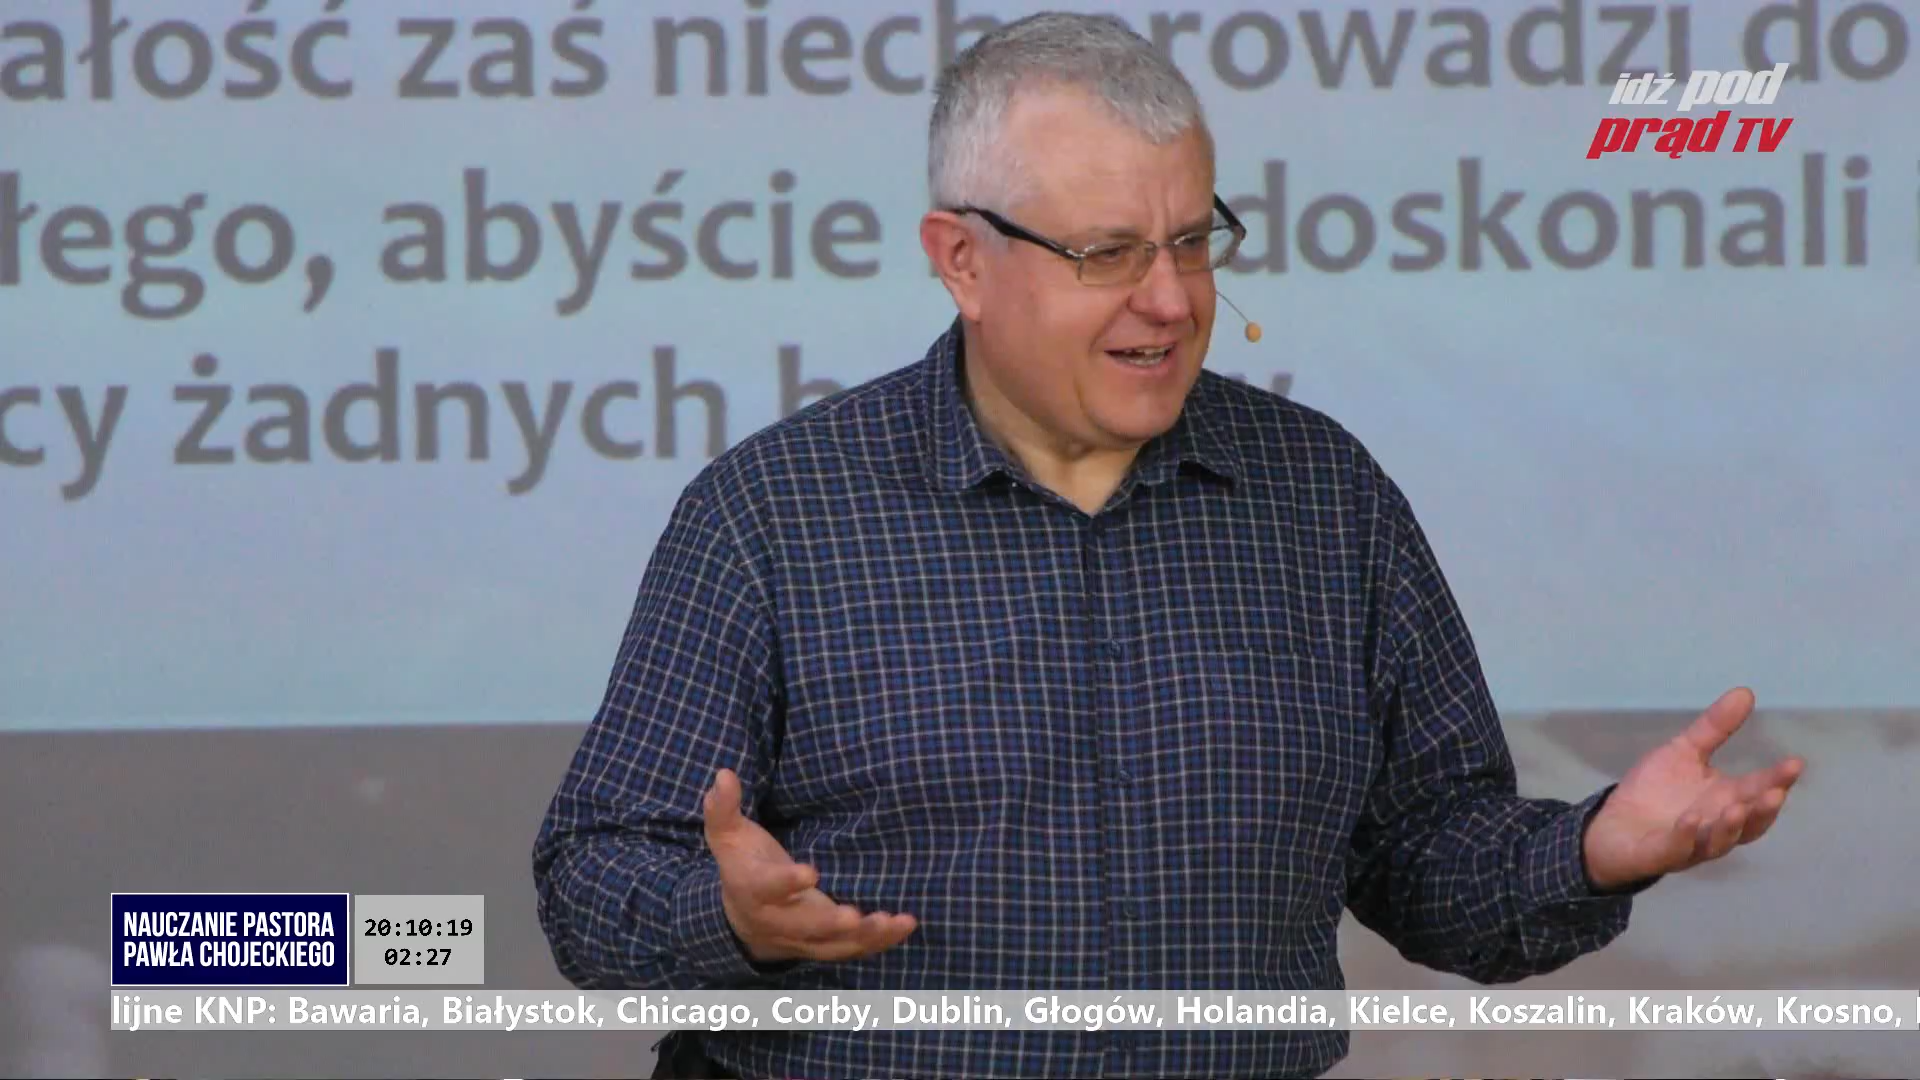 ałość zaś niech prowadzi do
łego, abyście doskonali i
cy żadnych
idź pod
prąd TV
NAUCZANIE PASTORA
PAWŁA CHOJECKIEGO
20:10:19
02:27
lijne KNP: Bawaria, Białystok, Chicago, Corby, Dublin, Głogów, Holandia, Kielce, Koszalin, Kraków, Krosno,